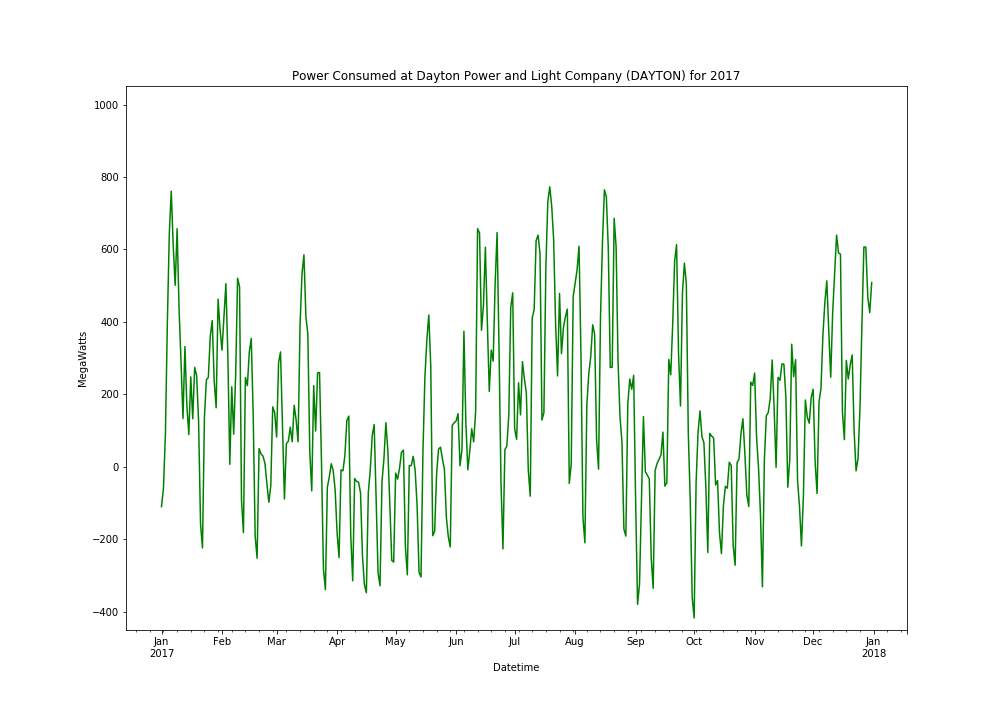 Power Consumed at Dayton Power and Light Company (DAYTON) for 2017
1000
800
600
400
200
0
−200
−400
MegaWatts
Jan Feb Mar Apr May Jun Jul Aug Sep Oct Nov Dec Jan
2017 2018
Datetime